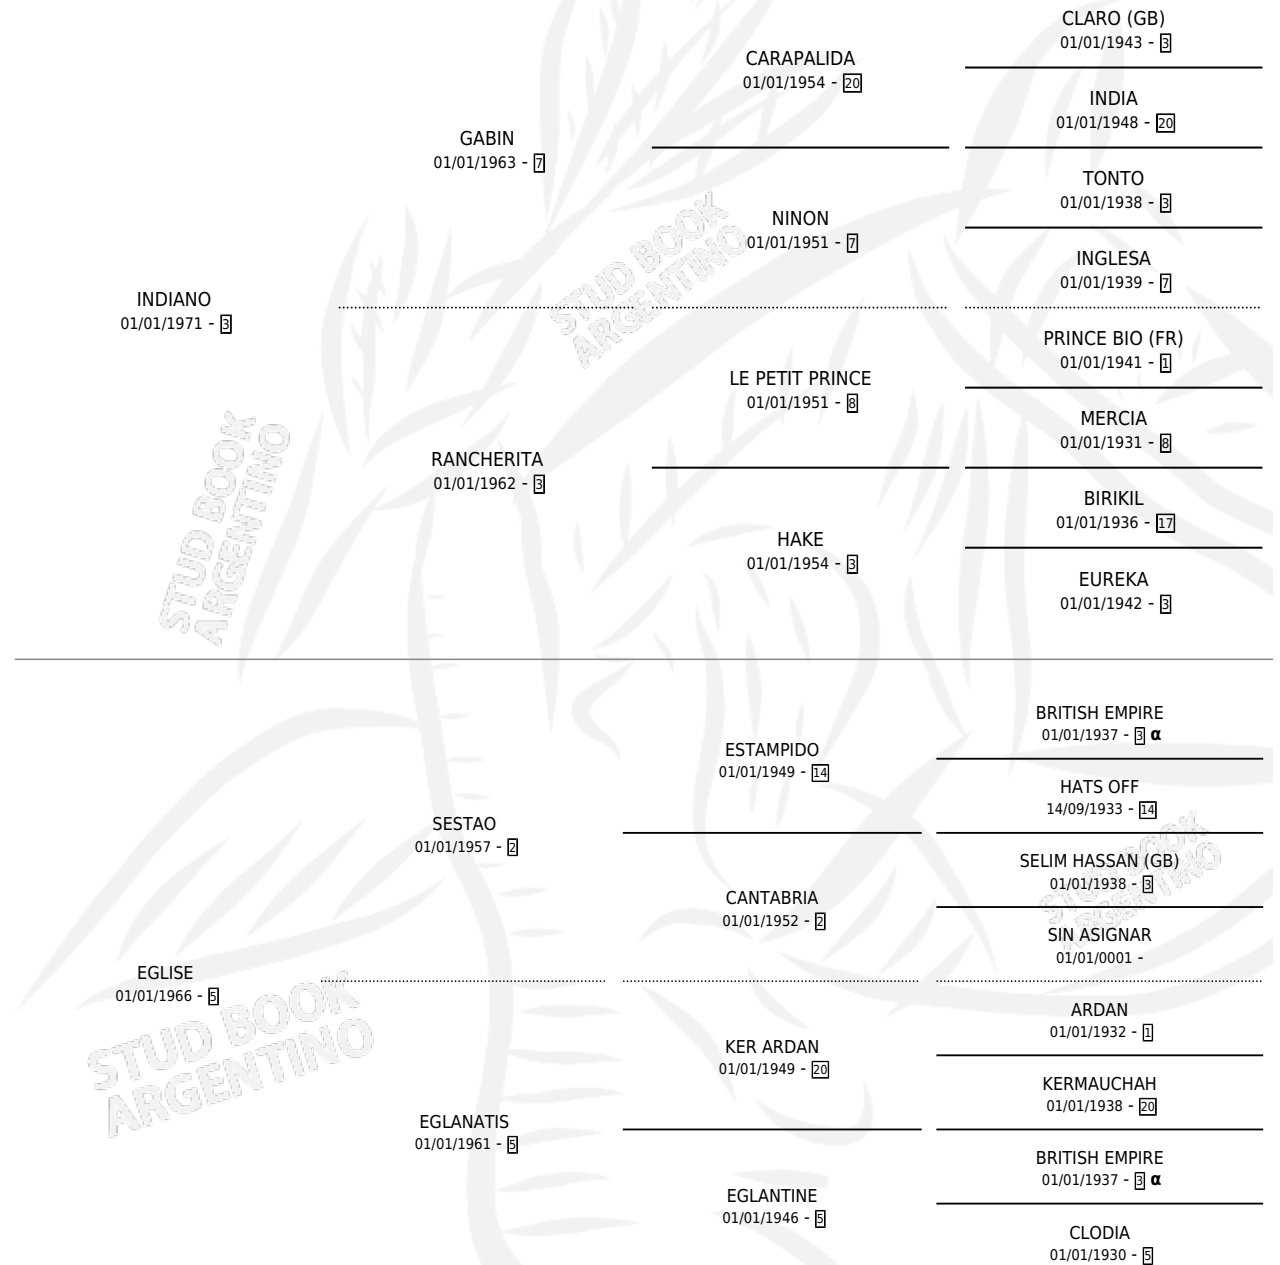 CLARO (GB)
01/01/1943 - 3
CARAPALIDA
01/01/1954 - 20
INDIA
01/01/1948 - 20
GABIN
01/01/1963 - 7
TONTO
01/01/1938 - 3
NINON
01/01/1951 - 7
INGLESA
01/01/1939 - 7
INDIANO
01/01/1971 - 3
PRINCE BIO (FR)
01/01/1941 - 1
LE PETIT PRINCE
01/01/1951 - 8
MERCIA
01/01/1931 - 8
RANCHERITA
01/01/1962 - 3
BIRIKIL
01/01/1936 - 17
HAKE
01/01/1954 - 3
EUREKA
01/01/1942 - 3
STUD BOOK
ARGENTINO
STUD BOOK
ARGENTINO
BRITISH EMPIRE
01/01/1937 - 3 α
ESTAMPIDO
01/01/1949 - 14
HATS OFF
14/09/1933 - 14
SESTAO
01/01/1957 - 2
SELIM HASSAN (GB)
01/01/1938 - 3
CANTABRIA
01/01/1952 - 2
SIN ASIGNAR
01/01/0001 -
EGLISE
01/01/1966 - 5
ARDAN
01/01/1932 - 1
KER ARDAN
01/01/1949 - 20
KERMAUCHAH
01/01/1938 - 20
EGLANATIS
01/01/1961 - 5
BRITISH EMPIRE
01/01/1937 - 3 α
EGLANTINE
01/01/1946 - 5
CLODIA
01/01/1930 - 5
STUD BOOK
ARGENTINO
STUD BOOK
ARGENTINO